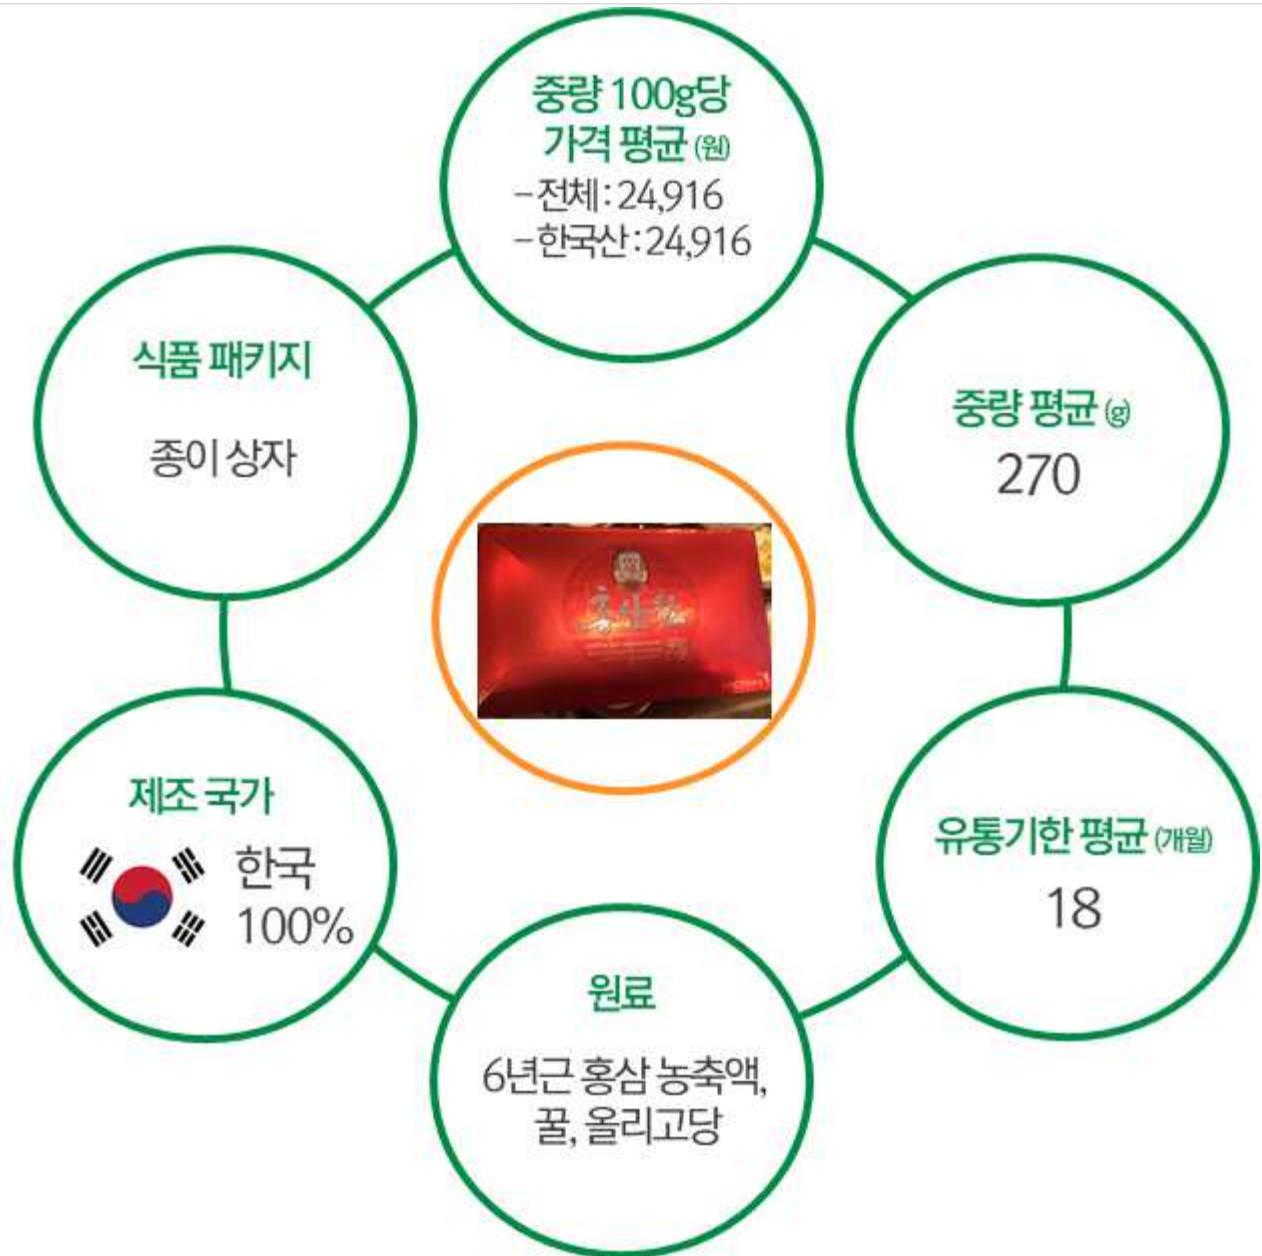 중량 100g당
가격 평균 (원)
- 전체 : 24,916
- 한국산 : 24,916
식품 패키지
종이 상자
중량 평균 (g)
270
제조 국가
한국
100%
유통기한 평균 (개월)
18
원료
6년근 홍삼 농축액,
꿀, 올리고당